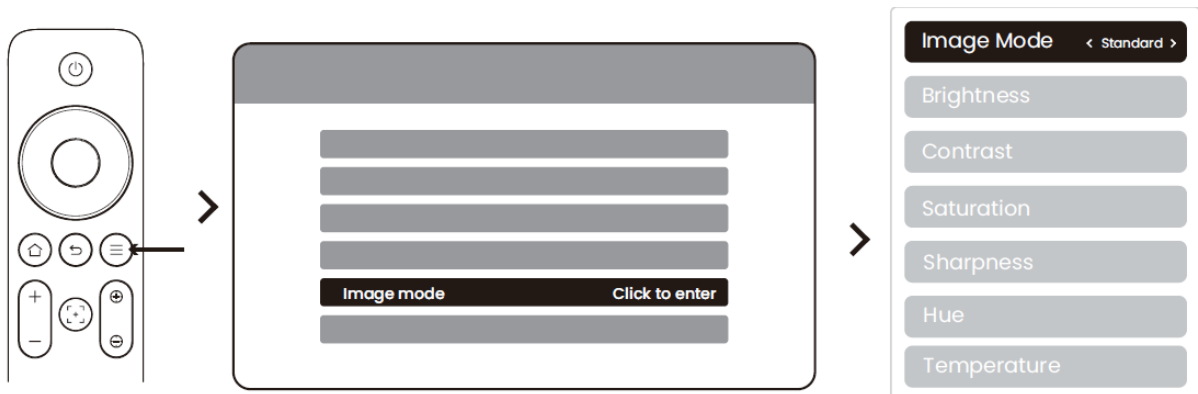 Image mode Click to enter
Image Mode < Standard >
Brightness
Contrast
Saturation
Sharpness
Hue
Temperature